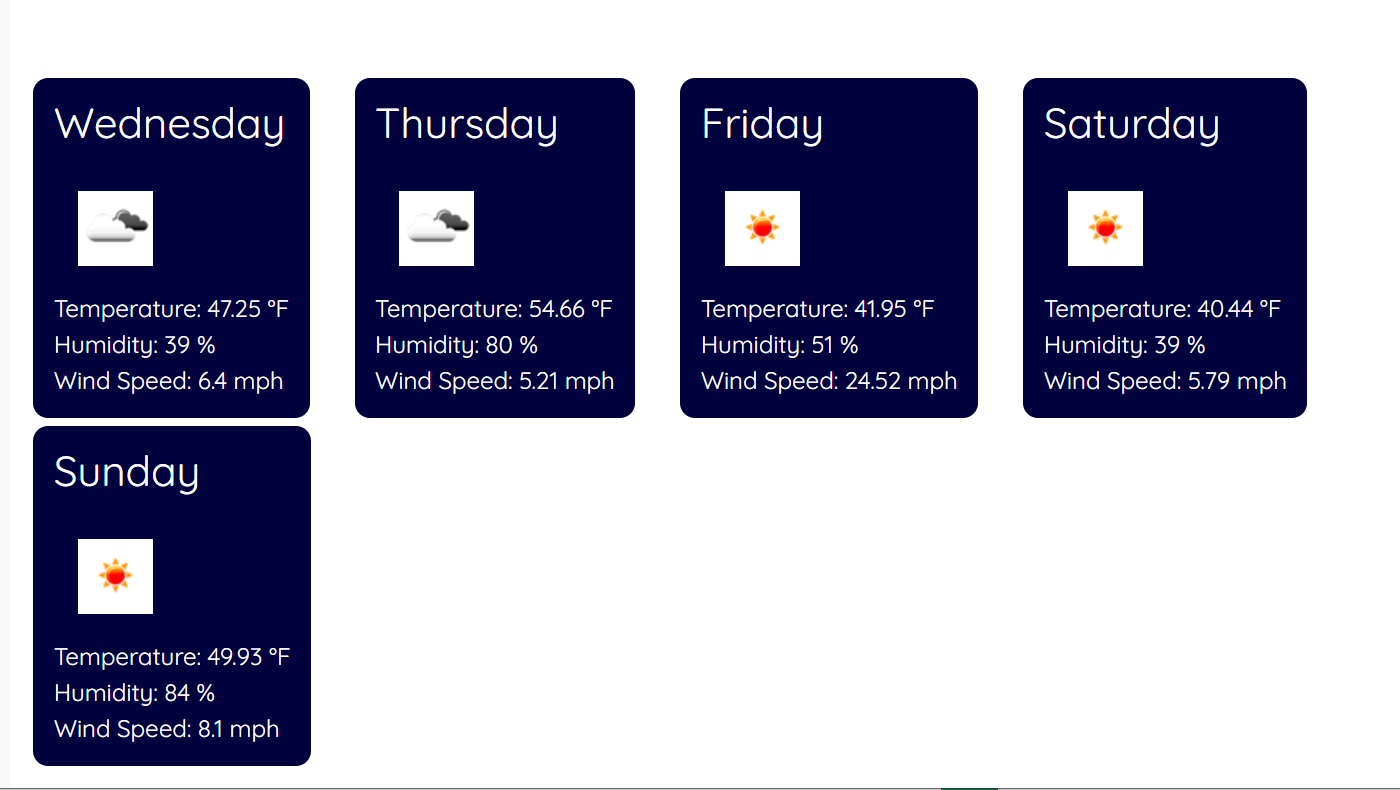 Wednesday
Temperature: 47.25 °F
Humidity: 39 %
Wind Speed: 6.4 mph
Thursday
Temperature: 54.66 °F
Humidity: 80 %
Wind Speed: 5.21 mph
Friday
Temperature: 41.95 °F
Humidity: 51 %
Wind Speed: 24.52 mph
Saturday
Temperature: 40.44 °F
Humidity: 39 %
Wind Speed: 5.79 mph
Sunday
Temperature: 49.93 °F
Humidity: 84 %
Wind Speed: 8.1 mph